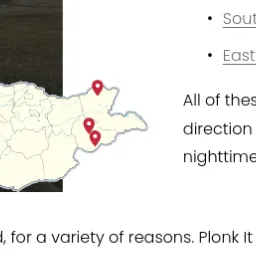 • Sout
• East
All of thes
direction
nighttime
d, for a variety of reasons. Plonk It